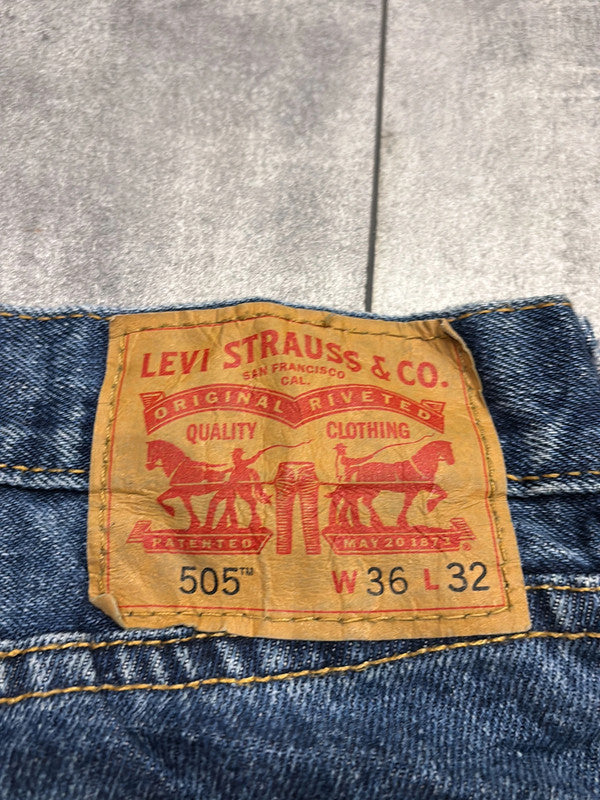 LEVI STRAUSS & CO.
SAN FRANCISCO
CAL.
ORIGINAL RIVETED
QUALITY CLOTHING
PATENTED MAY 20 1873
505™ W 36 L 32